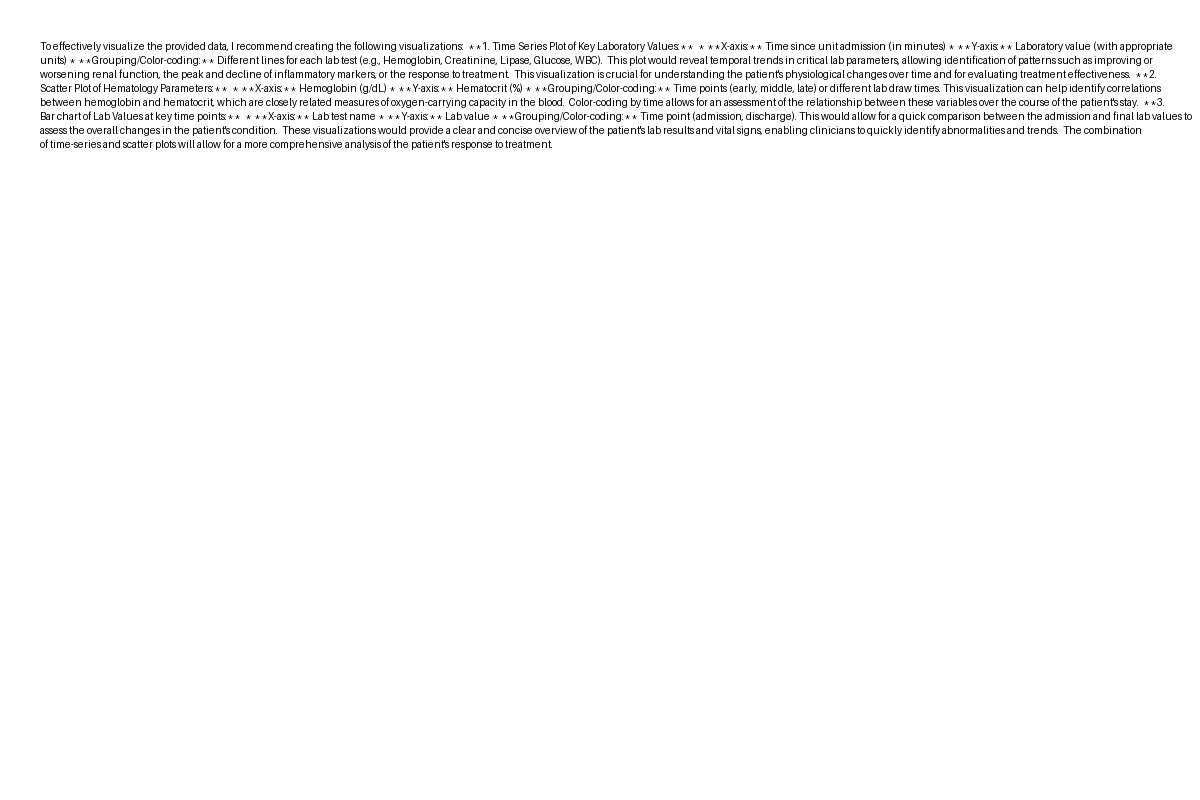 To effectively visualize the provided data, I recommend creating the following visualizations:  **1. Time Series Plot of Key Laboratory Values:**  * **X-axis:** Time since unit admission (in minutes) * **Y-axis:** Laboratory value (with appropriate
units) * **Grouping/Color-coding:** Different lines for each lab test (e.g., Hemoglobin, Creatinine, Lipase, Glucose, WBC).  This plot would reveal temporal trends in critical lab parameters, allowing identification of patterns such as improving or
worsening renal function, the peak and decline of inflammatory markers, or the response to treatment.  This visualization is crucial for understanding the patient's physiological changes over time and for evaluating treatment effectiveness.  **2.
Scatter Plot of Hematology Parameters:**  * **X-axis:** Hemoglobin (g/dL) * **Y-axis:** Hematocrit (%) * **Grouping/Color-coding:** Time points (early, middle, late) or different lab draw times. This visualization can help identify correlations
between hemoglobin and hematocrit, which are closely related measures of oxygen-carrying capacity in the blood.  Color-coding by time allows for an assessment of the relationship between these variables over the course of the patient's stay.  **3.
Bar chart of Lab Values at key time points:**  * **X-axis:** Lab test name * **Y-axis:** Lab value * **Grouping/Color-coding:** Time point (admission, discharge). This would allow for a quick comparison between the admission and final lab values to
assess the overall changes in the patient's condition.  These visualizations would provide a clear and concise overview of the patient's lab results and vital signs, enabling clinicians to quickly identify abnormalities and trends.  The combination
of time-series and scatter plots will allow for a more comprehensive analysis of the patient's response to treatment.